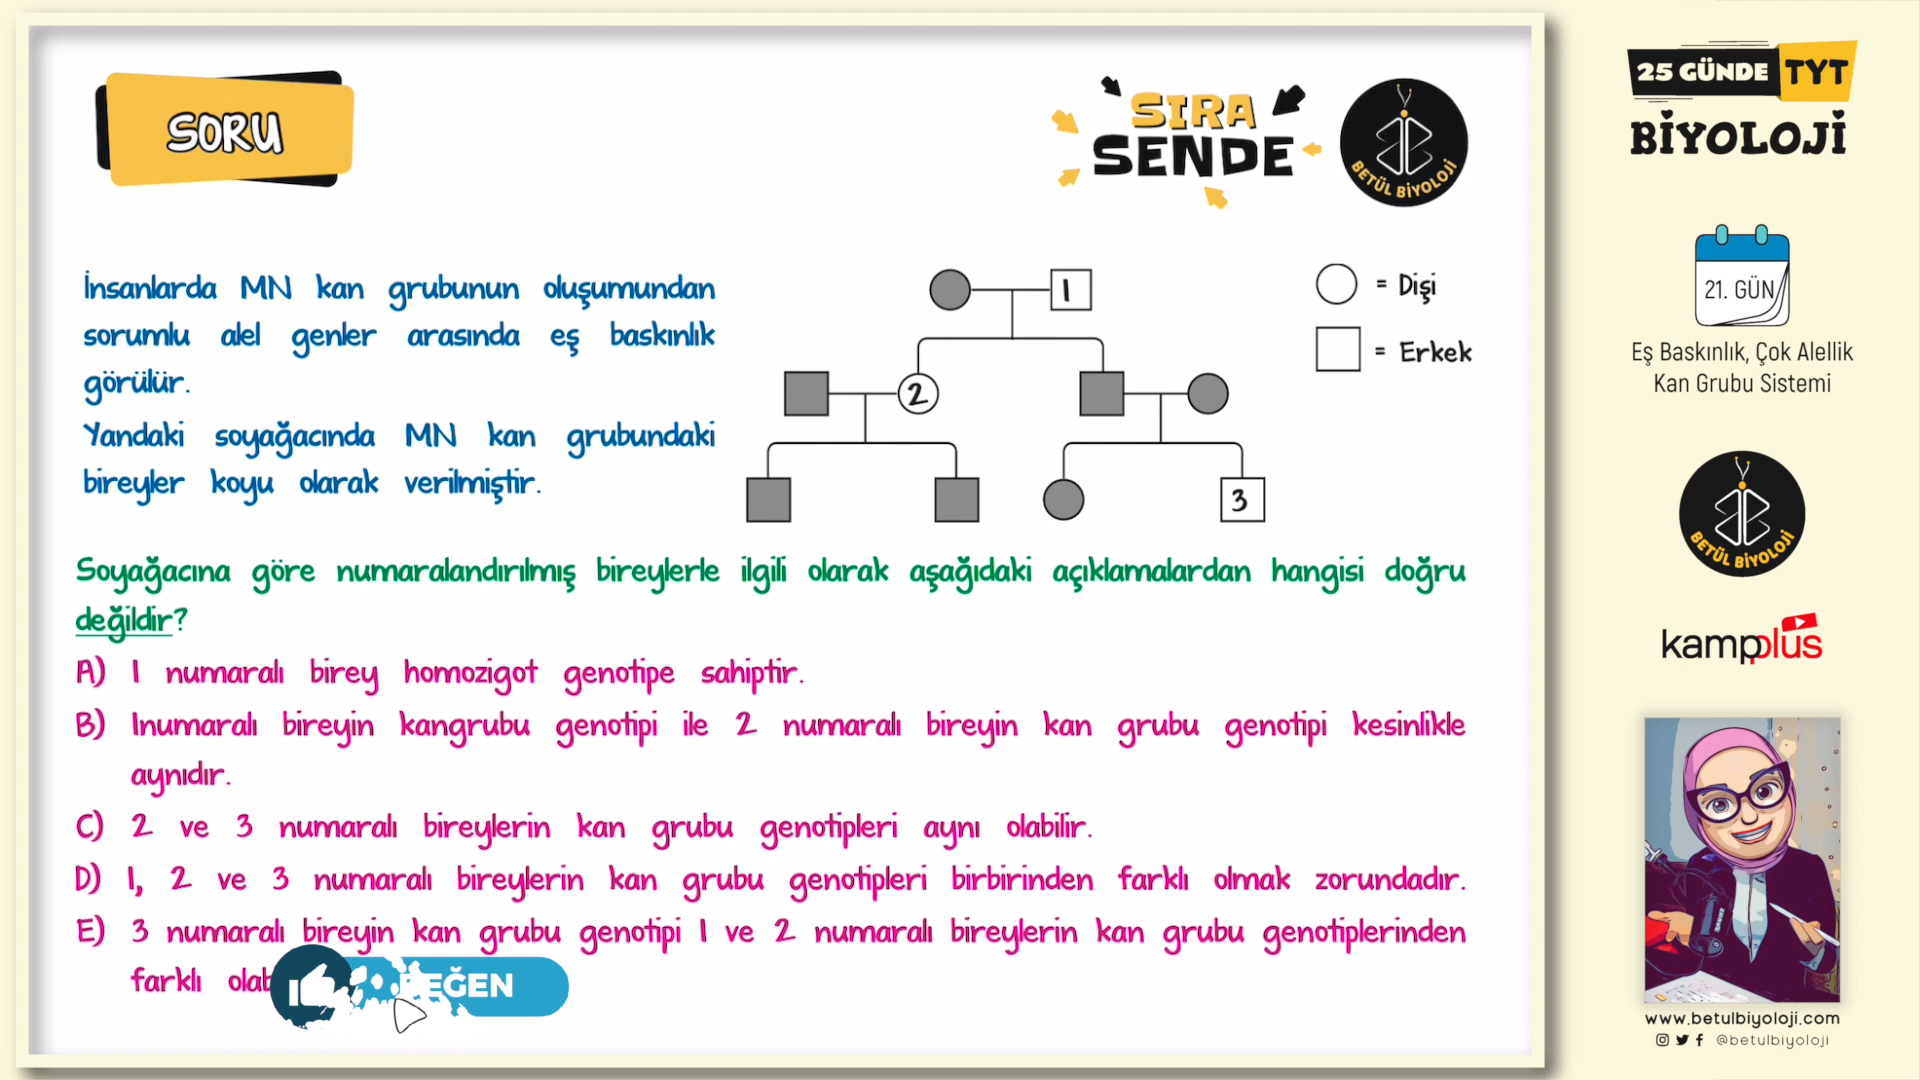 SORU
SIRA
SENDE
BETÜL BİYOLOJİ
İnsanlarda MN kan grubunun oluşumundan
sorumlu alel genler arasında eş baskınlık
görülür.
Yandaki soyağacında MN kan grubundaki
bireyler koyu olarak verilmiştir.
1
2
3
= Dişi
= Erkek
Soyağacına göre numaralandırılmış bireylerle ilgili olarak aşağıdaki açıklamalardan hangisi doğru
değildir?
A) 1 numaralı birey homozigot genotipe sahiptir.
B) 1numaralı bireyin kangrubu genotipi ile 2 numaralı bireyin kan grubu genotipi kesinlikle
aynıdır.
C) 2 ve 3 numaralı bireylerin kan grubu genotipleri aynı olabilir.
D) 1, 2 ve 3 numaralı bireylerin kan grubu genotipleri birbirinden farklı olmak zorundadır.
E) 3 numaralı bireyin kan grubu genotipi 1 ve 2 numaralı bireylerin kan grubu genotiplerinden
farklı
25 GÜNDE TYT
BİYOLOJİ
21. GÜN
Eş Baskınlık, Çok Alellik
Kan Grubu Sistemi
BETÜL BİYOLOJİ
kampplus
www.betulbiyoloji.com
@betulbiyoloji